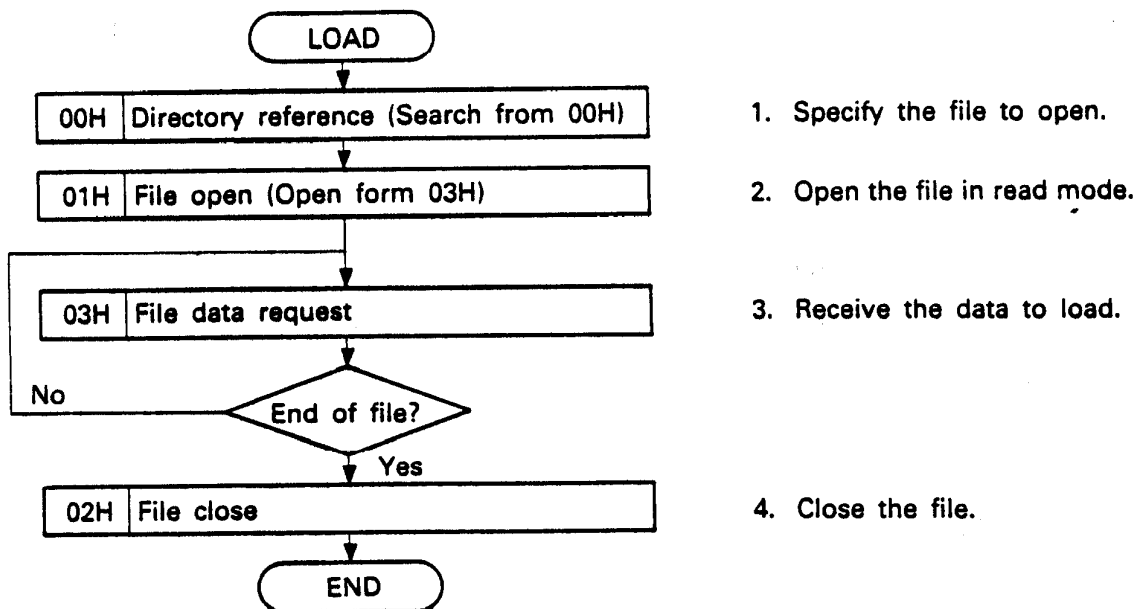 LOAD
00H Directory reference (Search from 00H) 1. Specify the file to open.
01H File open (Open form 03H) 2. Open the file in read mode.
03H File data request 3. Receive the data to load.
No
End of file?
Yes
02H File close 4. Close the file.
END